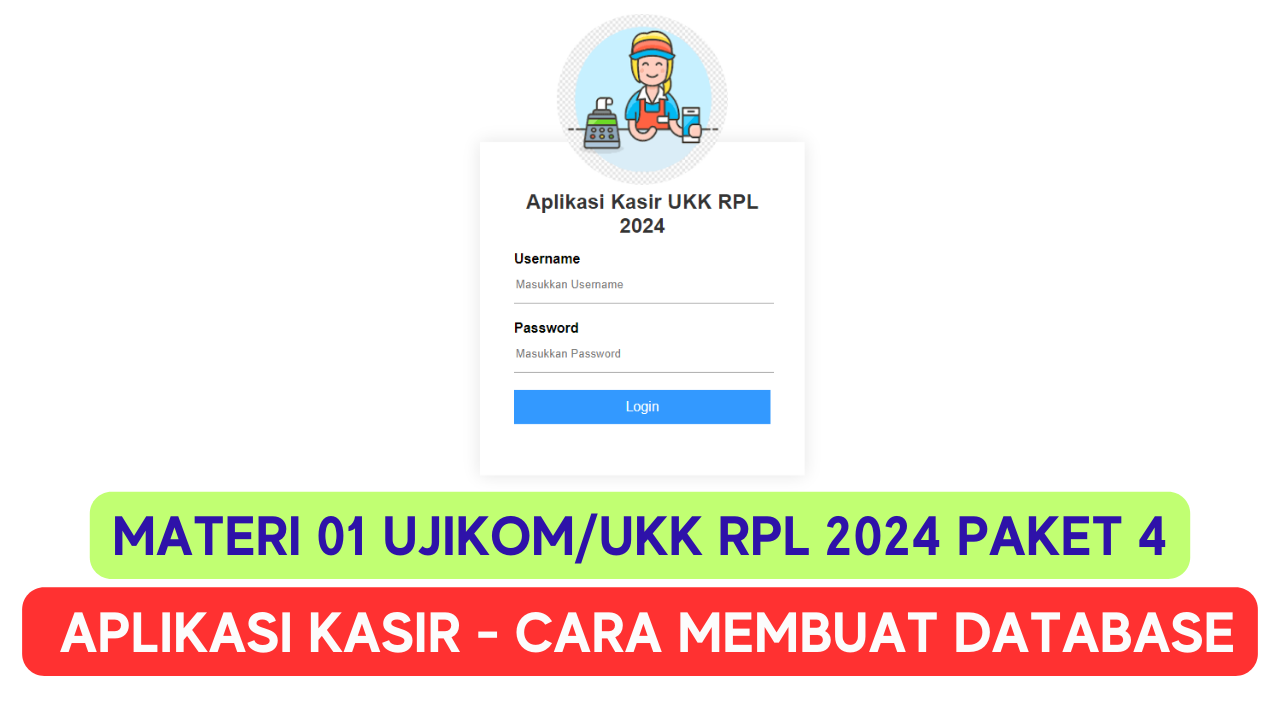 Aplikasi Kasir UKK RPL
2024
Username
Masukkan Username
Password
Masukkan Password
Login
MATERI 01 UJIKOM/UKK RPL 2024 PAKET 4
APLIKASI KASIR - CARA MEMBUAT DATABASE